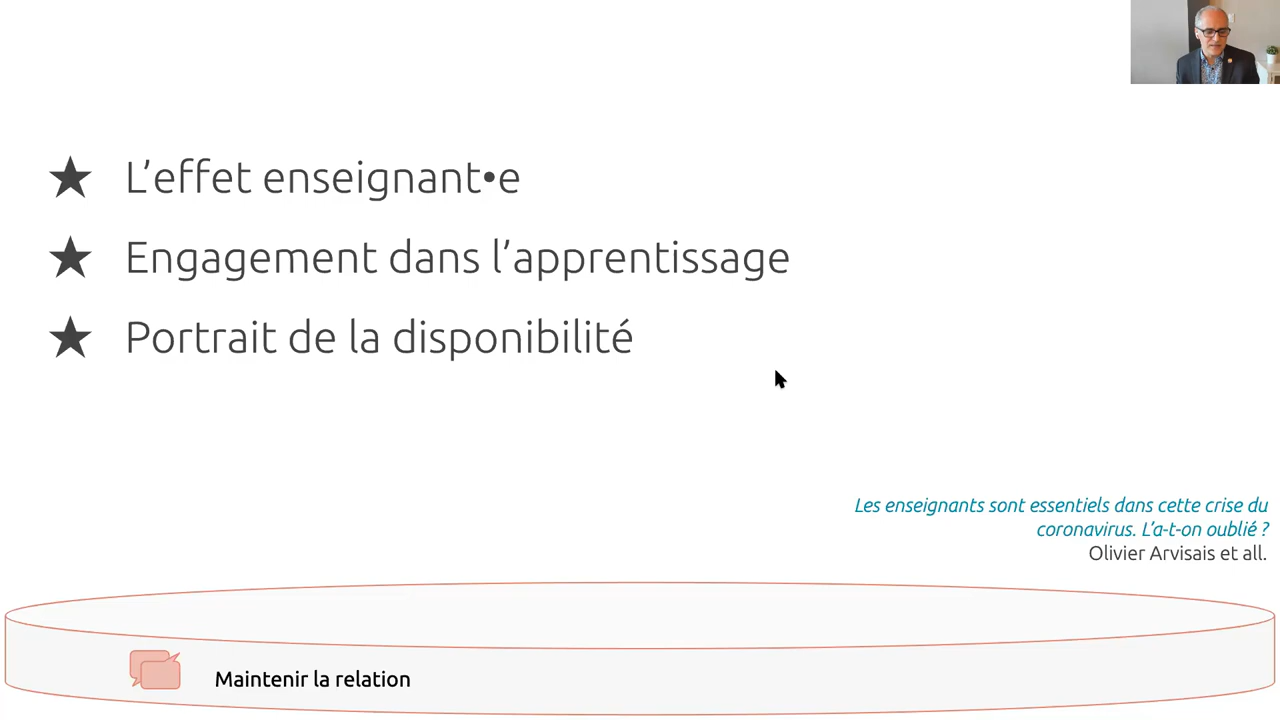 L’effet enseignant•e
Engagement dans l’apprentissage
Portrait de la disponibilité
Les enseignants sont essentiels dans cette crise du
coronavirus. L’a-t-on oublié ?
Olivier Arvisais et all.
Maintenir la relation